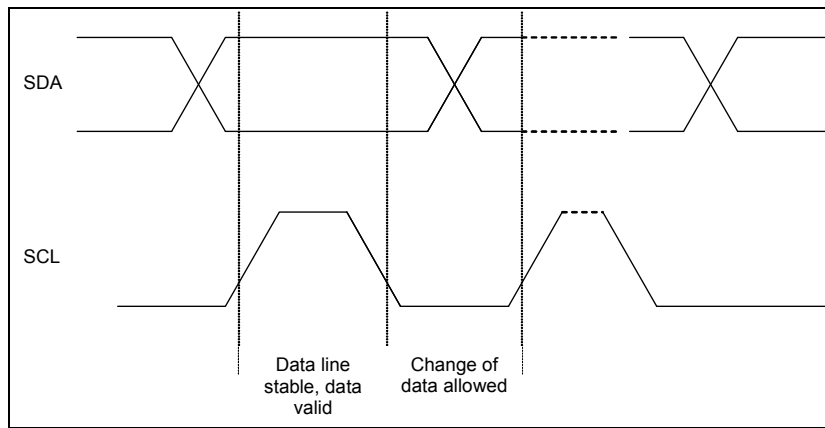 SDA
SCL
Data line
stable, data
valid
Change of
data allowed